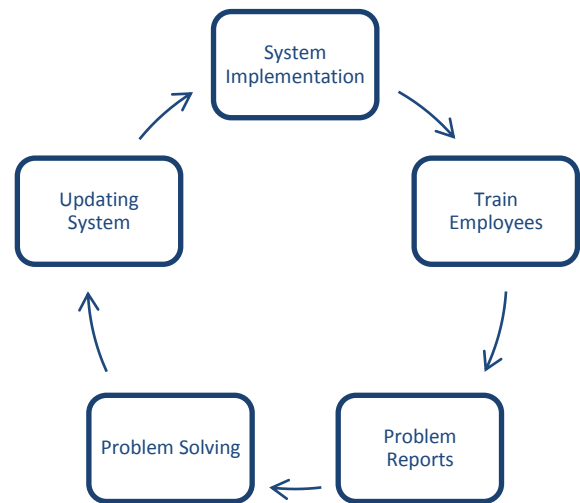 System
Implementation
Train
Employees
Problem
Reports
Problem Solving
Updating
System